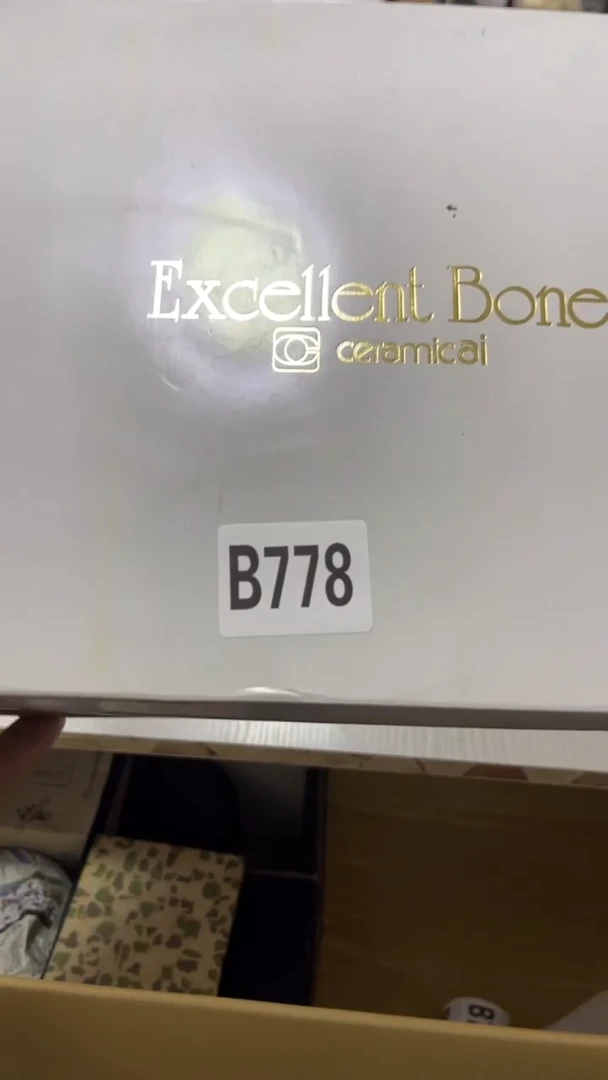 Excellent Bone
ceramicai
B778
B